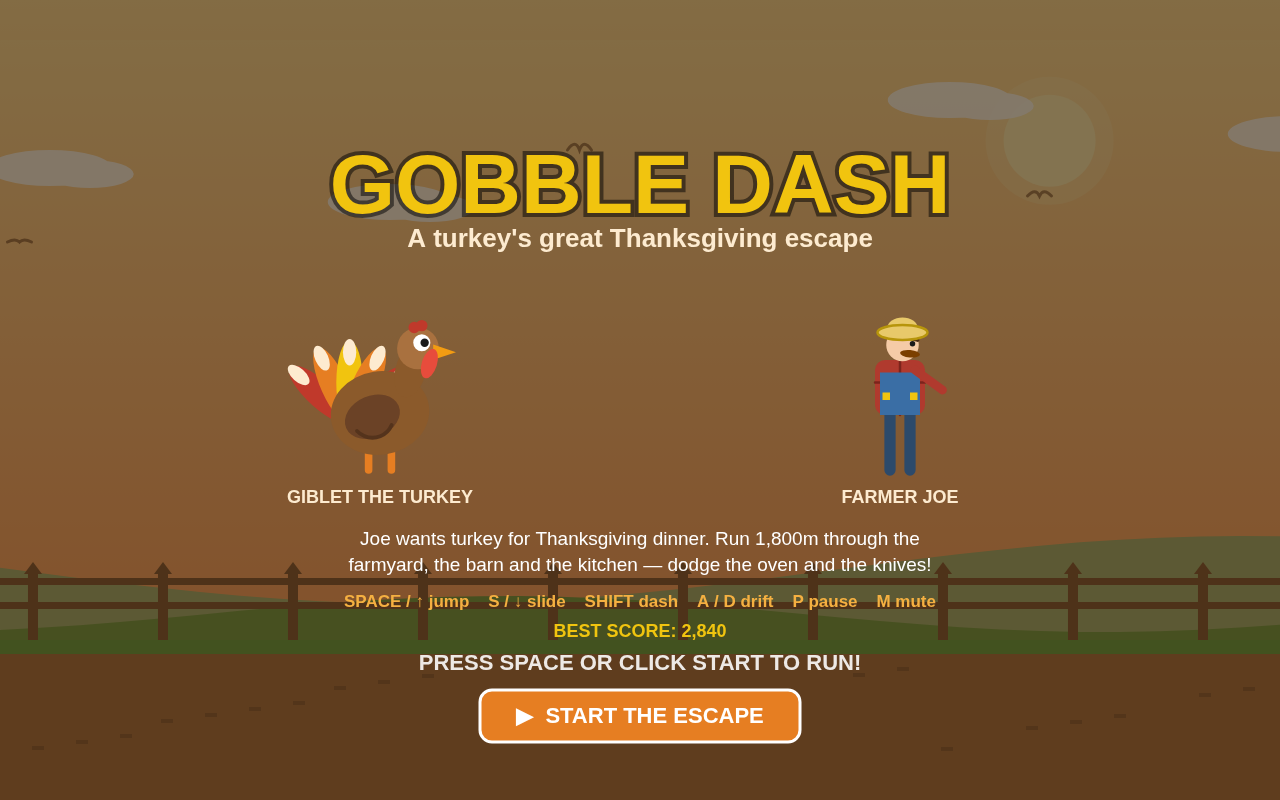 GOBBLE DASH
A turkey's great Thanksgiving escape
GIBLET THE TURKEY
FARMER JOE
Joe wants turkey for Thanksgiving dinner. Run 1,800m through the
farmyard, the barn and the kitchen — dodge the oven and the knives!
SPACE / ↑ jump S / ↓ slide SHIFT dash A / D drift P pause M mute
BEST SCORE: 2,840
PRESS SPACE OR CLICK START TO RUN!
▶ START THE ESCAPE